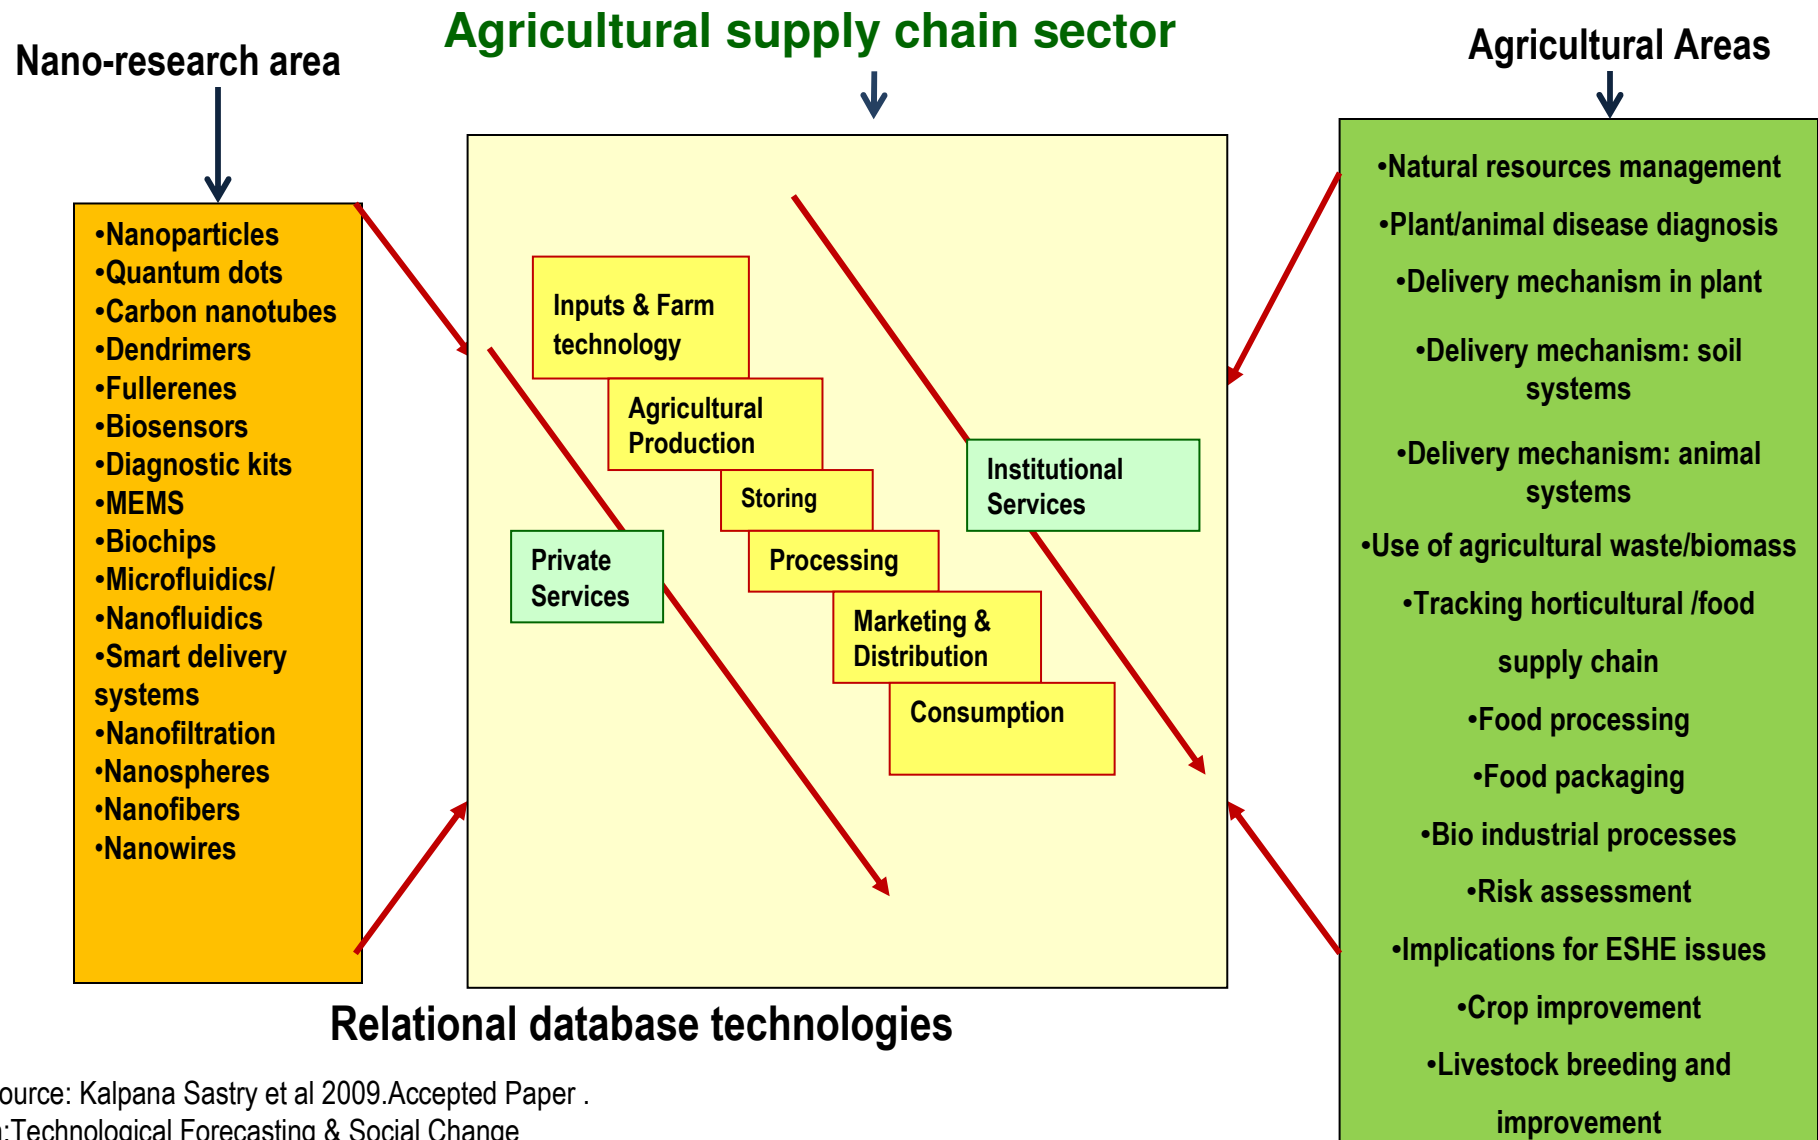 Agricultural supply chain sector
Nano-research area
Agricultural Areas
•Nanoparticles
•Quantum dots
•Carbon nanotubes
•Dendrimers
•Fullerenes
•Biosensors
•Diagnostic kits
•MEMS
•Biochips
•Microfluidics/
•Nanofluidics
•Smart delivery
systems
•Nanofiltration
•Nanospheres
•Nanofibers
•Nanowires
Inputs & Farm
technology
Agricultural
Production
Storing
Processing
Marketing &
Distribution
Consumption
Private
Services
Institutional
Services
•Natural resources management
•Plant/animal disease diagnosis
•Delivery mechanism in plant
•Delivery mechanism: soil
systems
•Delivery mechanism: animal
systems
•Use of agricultural waste/biomass
•Tracking horticultural /food
supply chain
•Food processing
•Food packaging
•Bio industrial processes
•Risk assessment
•Implications for ESHE issues
•Crop improvement
•Livestock breeding and
improvement
Relational database technologies
ource: Kalpana Sastry et al 2009.Accepted Paper .
n:Technological Forecasting & Social Change